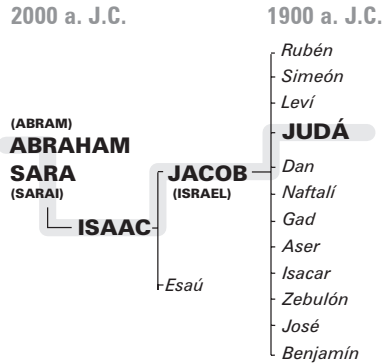 2000 a. J.C.
1900 a. J.C.
Rubén
Simeón
Leví
(ABRAM)
JUDÁ
ABRAHAM
SARA
(SARAI)
JACOB
(ISRAEL)
Dan
Naftalí
Gad
ISAAC
Aser
Isacar
Esaú
Zebulón
José
Benjamín